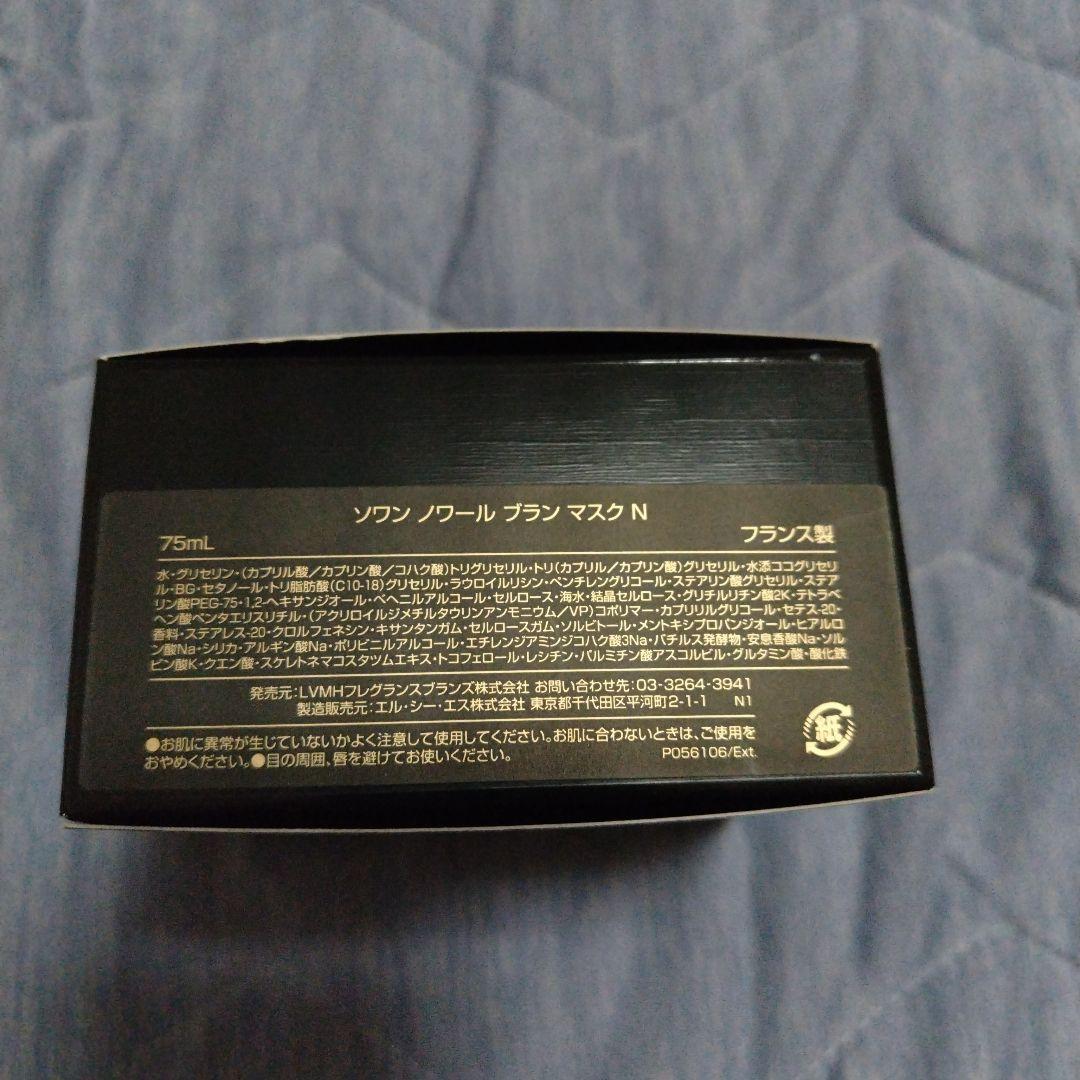 ソワン ノワール ブラン マスク N
75mL
フランス製
水・グリセリン・(カプリル酸/カプリン酸/コハク酸)トリグリセリル・トリ(カプリル/カプリン酸)グリセリル・水添ココグリセリ
ル・BG・セタノール・トリ脂肪酸(C10-18)グリセリル・ラウロイルリシン・ペンチレングリコール・ステアリン酸グリセリル・ステア
リン酸PEG-75・1,2-ヘキサンジオール・ベヘニルアルコール・セルロース・海水・結晶セルロース・グリチルリチン酸2K・テトラベ
ヘン酸ペンタエリスリチル・(アクリロイルジメチルタウリンアンモニウム/VP)コポリマー・カプリリルグリコール・セテス-20・
香料・ステアレス-20・クロルフェネシン・キサンタンガム・セルロースガム・ソルビトール・メントキシプロパンジオール・ヒアルロ
ン酸Na・シリカ・アルギン酸Na・ポリビニルアルコール・エチレンジアミンジコハク酸3Na・バチルス発酵物・安息香酸Na・ソル
ビン酸K・クエン酸・スケレトネマコスタツムエキス・トコフェロール・レシチン・パルミチン酸アスコルビル・グルタミン酸・酸化鉄
発売元:LVMHフレグランスブランズ株式会社 お問い合わせ先:03-3264-3941
製造販売元:エル・シー・エス株式会社 東京都千代田区平河町2-1-1 N1
●お肌に異常が生じていないかよく注意して使用してください。お肌に合わないときは、ご使用を
おやめください。●目の周囲、唇を避けてお使いください。
P056106/Ext.
紙